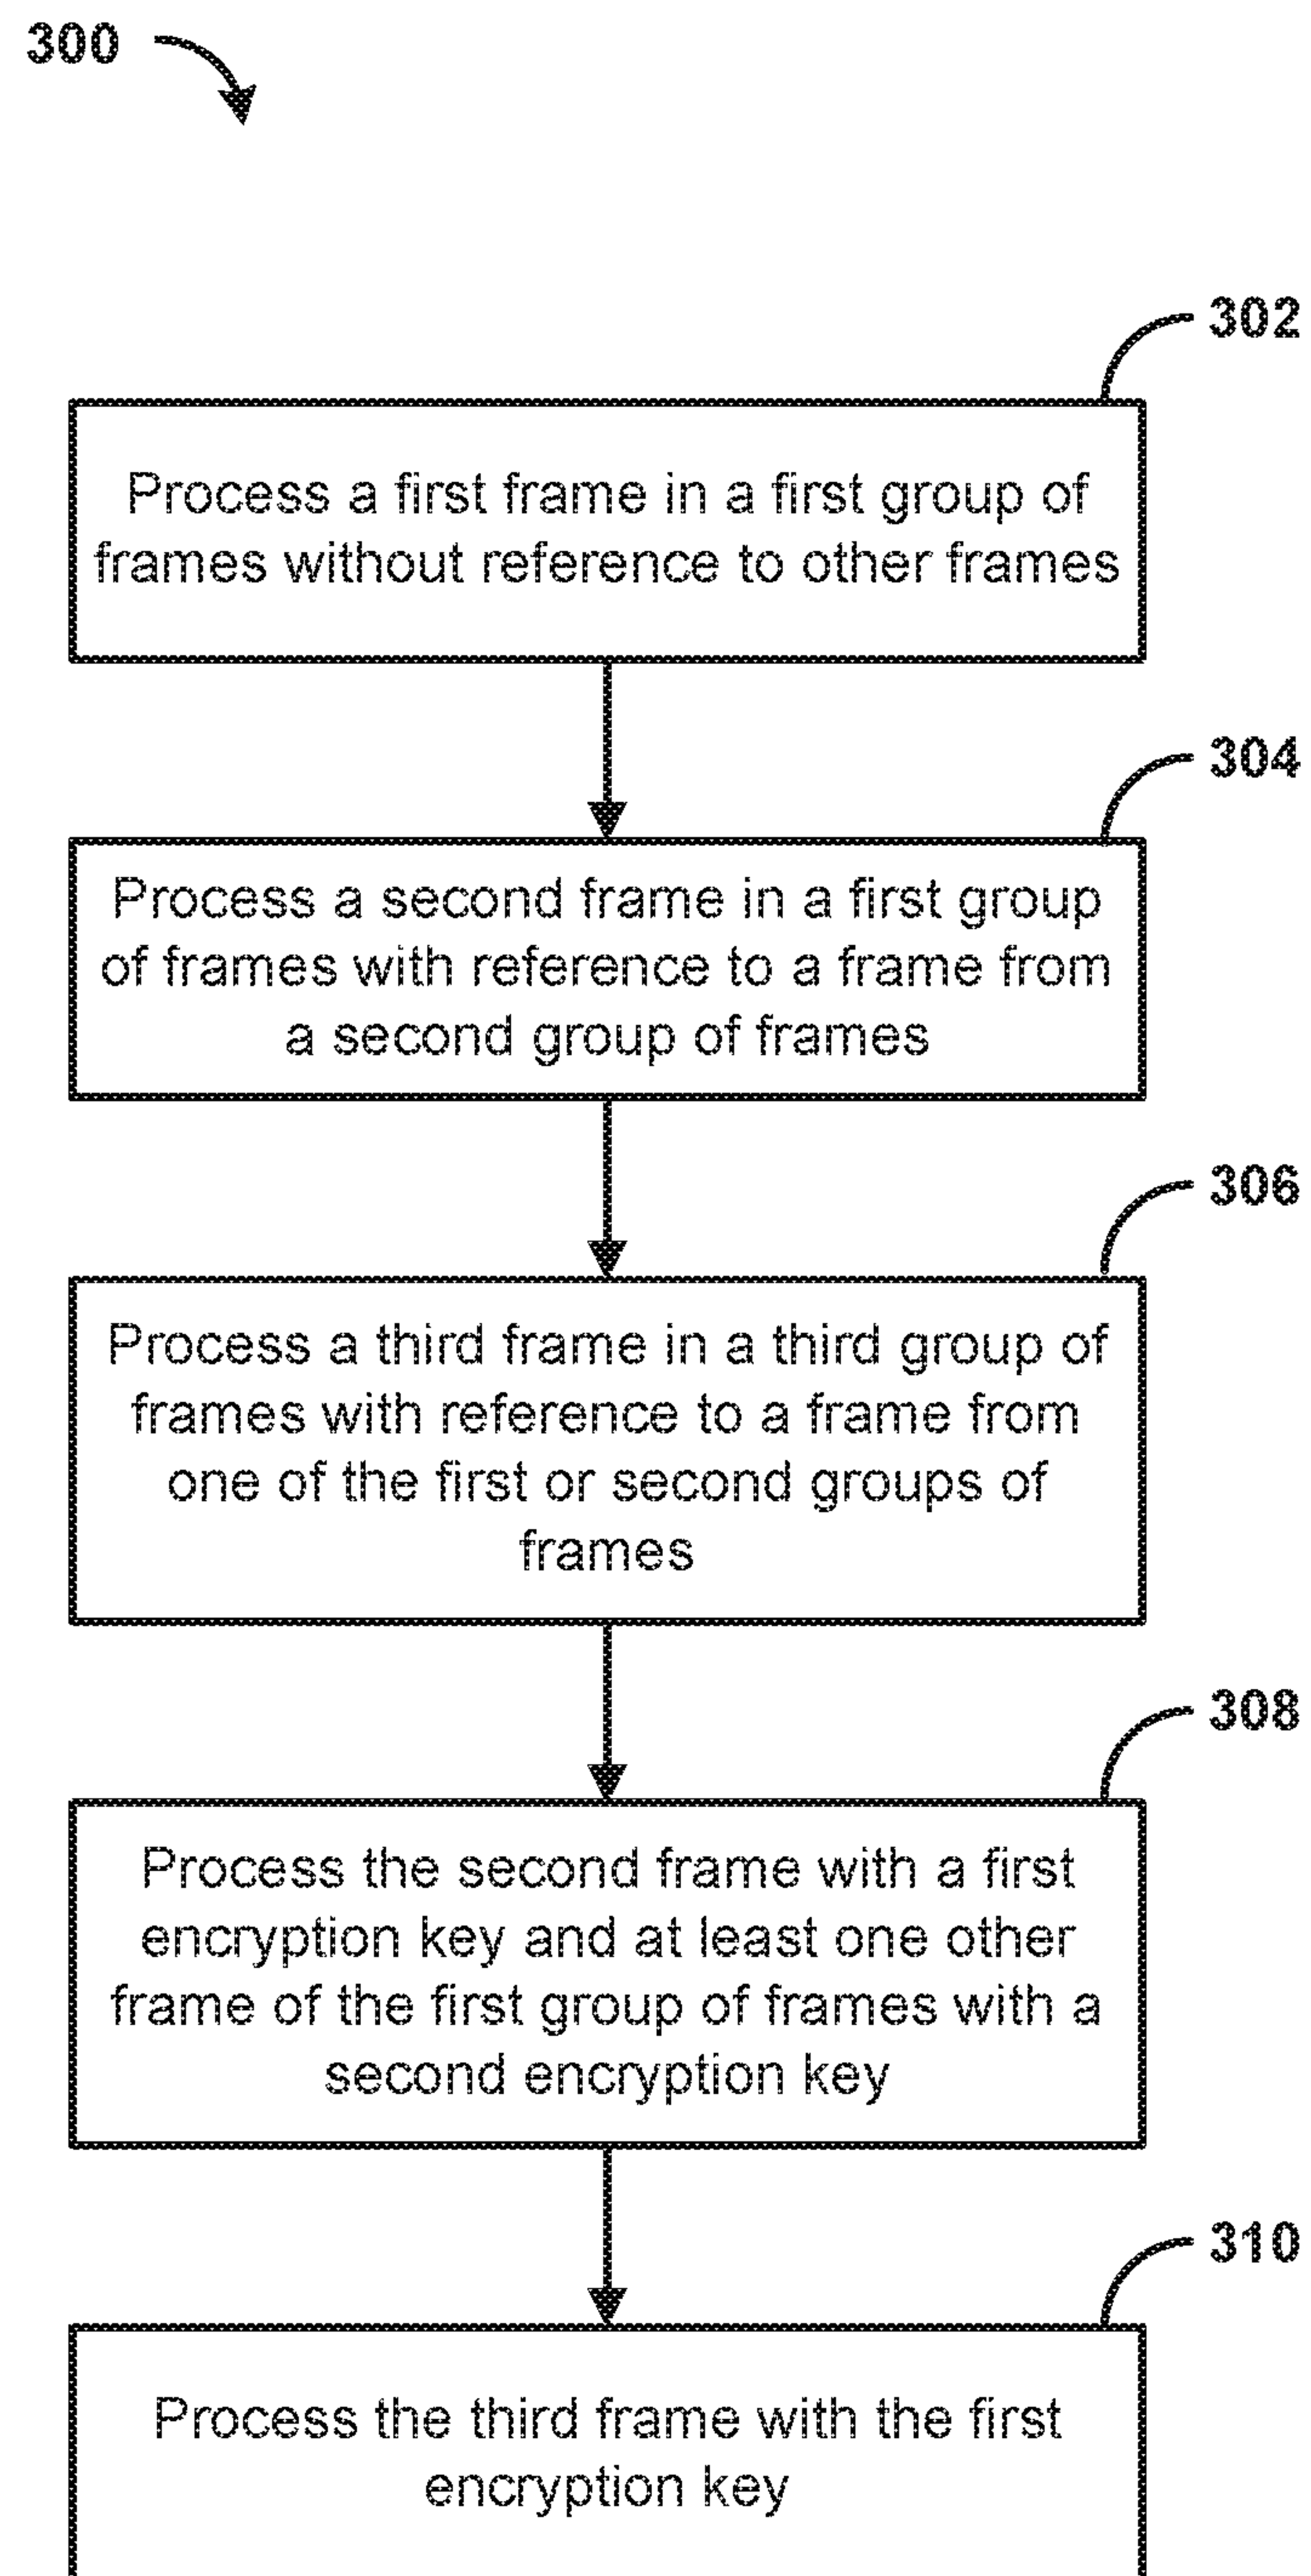 300
302
Process a first frame in a first group of
frames without reference to other frames
304
Process a second frame in a first group
of frames with reference to a frame from
a second group of frames
306
Process a third frame in a third group of
frames with reference to a frame from
one of the first or second groups of
frames
308
Process the second frame with a first
encryption key and at least one other
frame of the first group of frames with a
second encryption key
310
Process the third frame with the first
encryption key